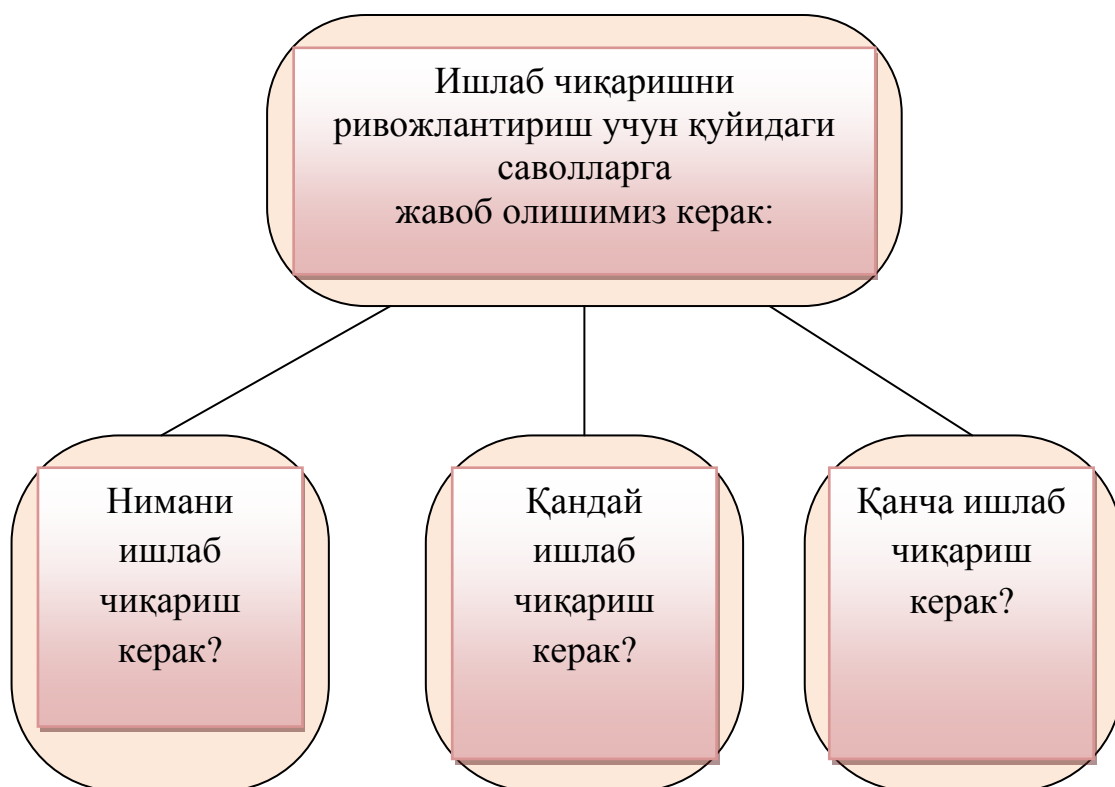 Ишлаб чиқаришни
ривожлантириш учун қуйидаги
саволларга
жавоб олишимиз керак:
Нимани
ишлаб
чиқариш
керак?
Қандай
ишлаб
чиқариш
керак?
Қанча ишлаб
чиқариш
керак?